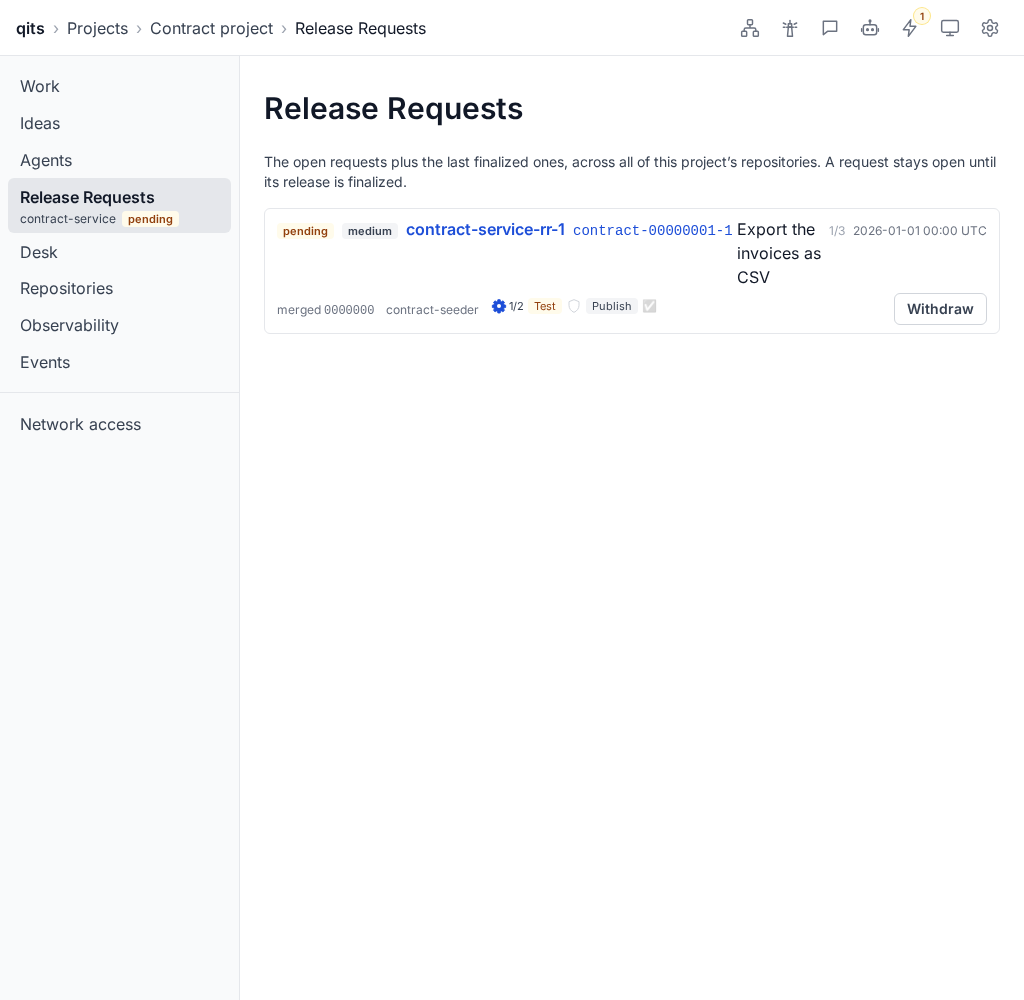 qits › Projects › Contract project › Release Requests
1
Work
Ideas
Agents
Release Requests
contract-service pending
Desk
Repositories
Observability
Events
Network access
Release Requests
The open requests plus the last finalized ones, across all of this project’s repositories. A request stays open until
its release is finalized.
pending medium contract-service-rr-1 contract-00000001-1 Export the 1/3 2026-01-01 00:00 UTC
invoices as
CSV
merged 0000000 contract-seeder 1/2 Test Publish Withdraw